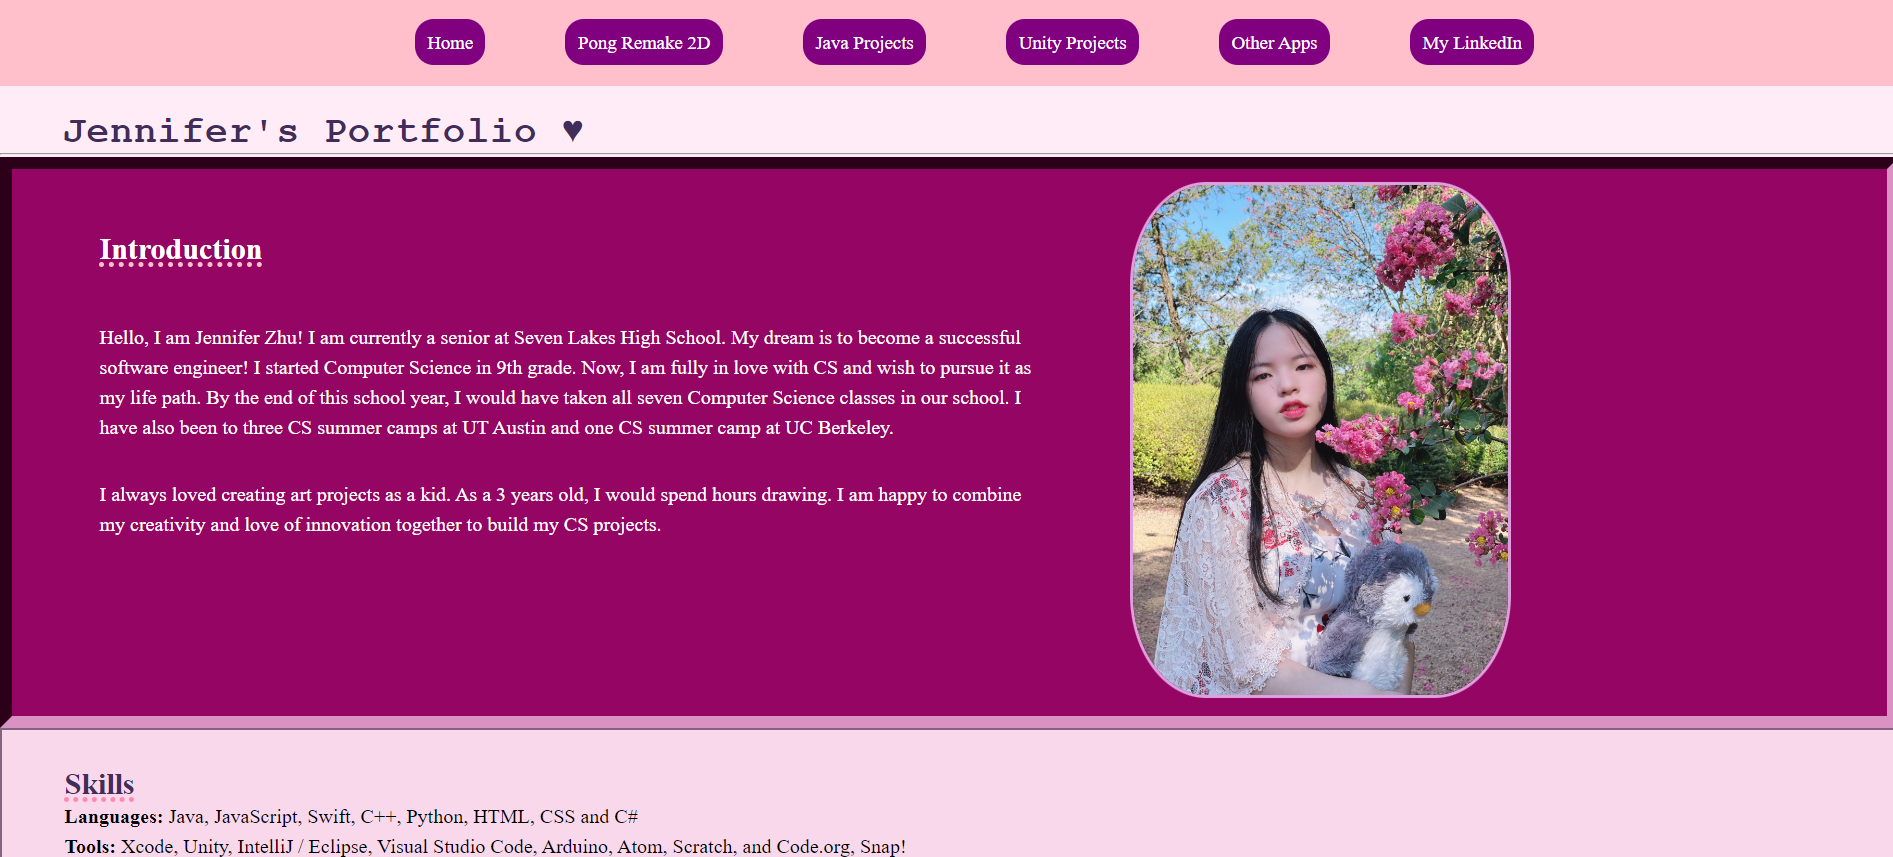 Home Pong Remake 2D Java Projects Unity Projects Other Apps My LinkedIn
Jennifer's Portfolio ♥
Introduction
Hello, I am Jennifer Zhu! I am currently a senior at Seven Lakes High School. My dream is to become a successful
software engineer! I started Computer Science in 9th grade. Now, I am fully in love with CS and wish to pursue it as
my life path. By the end of this school year, I would have taken all seven Computer Science classes in our school. I
have also been to three CS summer camps at UT Austin and one CS summer camp at UC Berkeley.
I always loved creating art projects as a kid. As a 3 years old, I would spend hours drawing. I am happy to combine
my creativity and love of innovation together to build my CS projects.
Skills
Languages: Java, JavaScript, Swift, C++, Python, HTML, CSS and C#
Tools: Xcode, Unity, IntelliJ / Eclipse, Visual Studio Code, Arduino, Atom, Scratch, and Code.org, Snap!